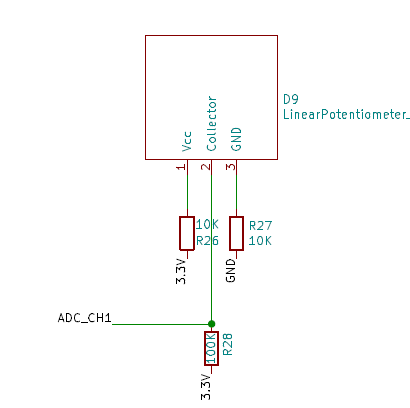 D9
LinearPotentiometer_
Vcc
Collector
GND
1
2
3
10K
R26
R27
10K
3.3V
GND
ADC_CH1
100K
R28
3.3V